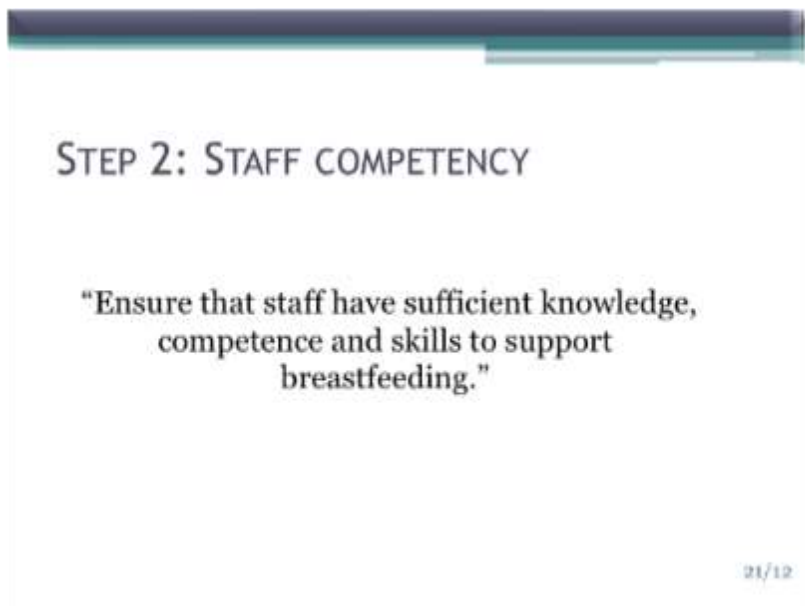 STEP 2: STAFF COMPETENCY
“Ensure that staff have sufficient knowledge,
competence and skills to support
breastfeeding.”
21/12